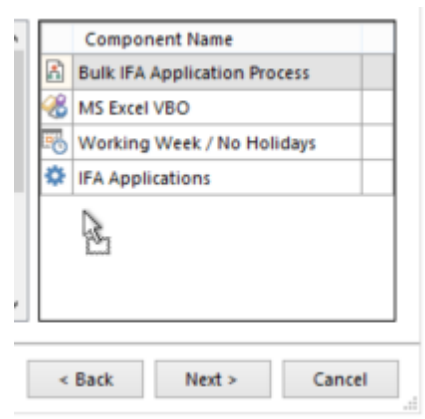 Component Name
Bulk IFA Application Process
MS Excel VBO
Working Week / No Holidays
IFA Applications
< Back Next > Cancel